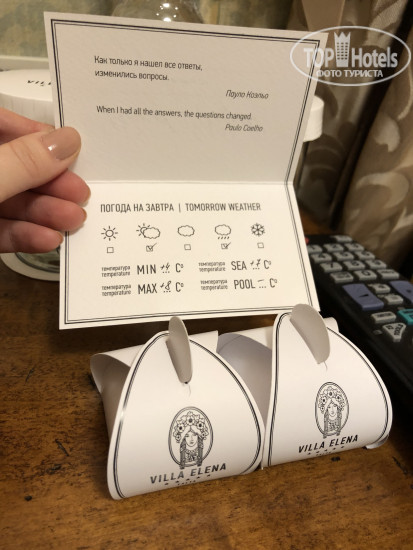 TOP Hotels
ФОТО ТУРИСТА
Как только я нашел все ответы,
изменились вопросы.
Пауло Коэльо
When I had all the answers, the questions changed.
Paulo Coelho
ПОГОДА НА ЗАВТРА | TOMORROW WEATHER
температура
temperature MIN C°
температура
temperature SEA C°
температура
temperature MAX C°
температура
temperature POOL C°
VILLA ELENA
VILLA ELENA